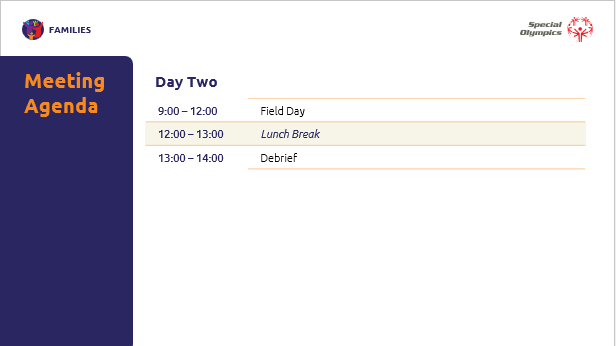 FAMILIES
Special
Olympics
Meeting
Agenda
Day Two
9:00 – 12:00 Field Day
12:00 – 13:00 Lunch Break
13:00 – 14:00 Debrief